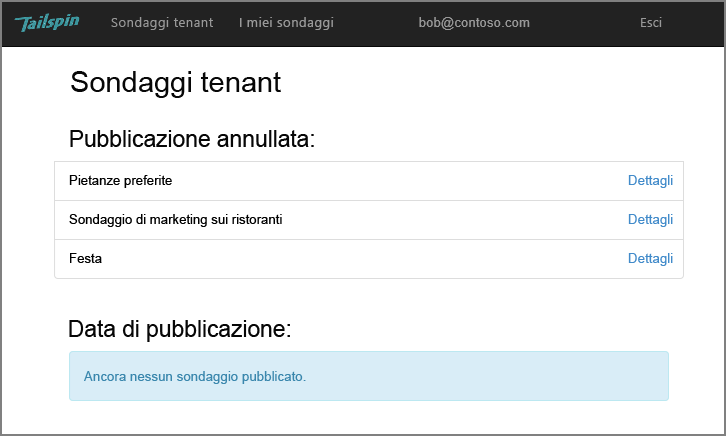 Tailspin Sondaggi tenant I miei sondaggi bob@contoso.com Esci
Sondaggi tenant
Pubblicazione annullata:
Pietanze preferite Dettagli
Sondaggio di marketing sui ristoranti Dettagli
Festa Dettagli
Data di pubblicazione:
Ancora nessun sondaggio pubblicato.